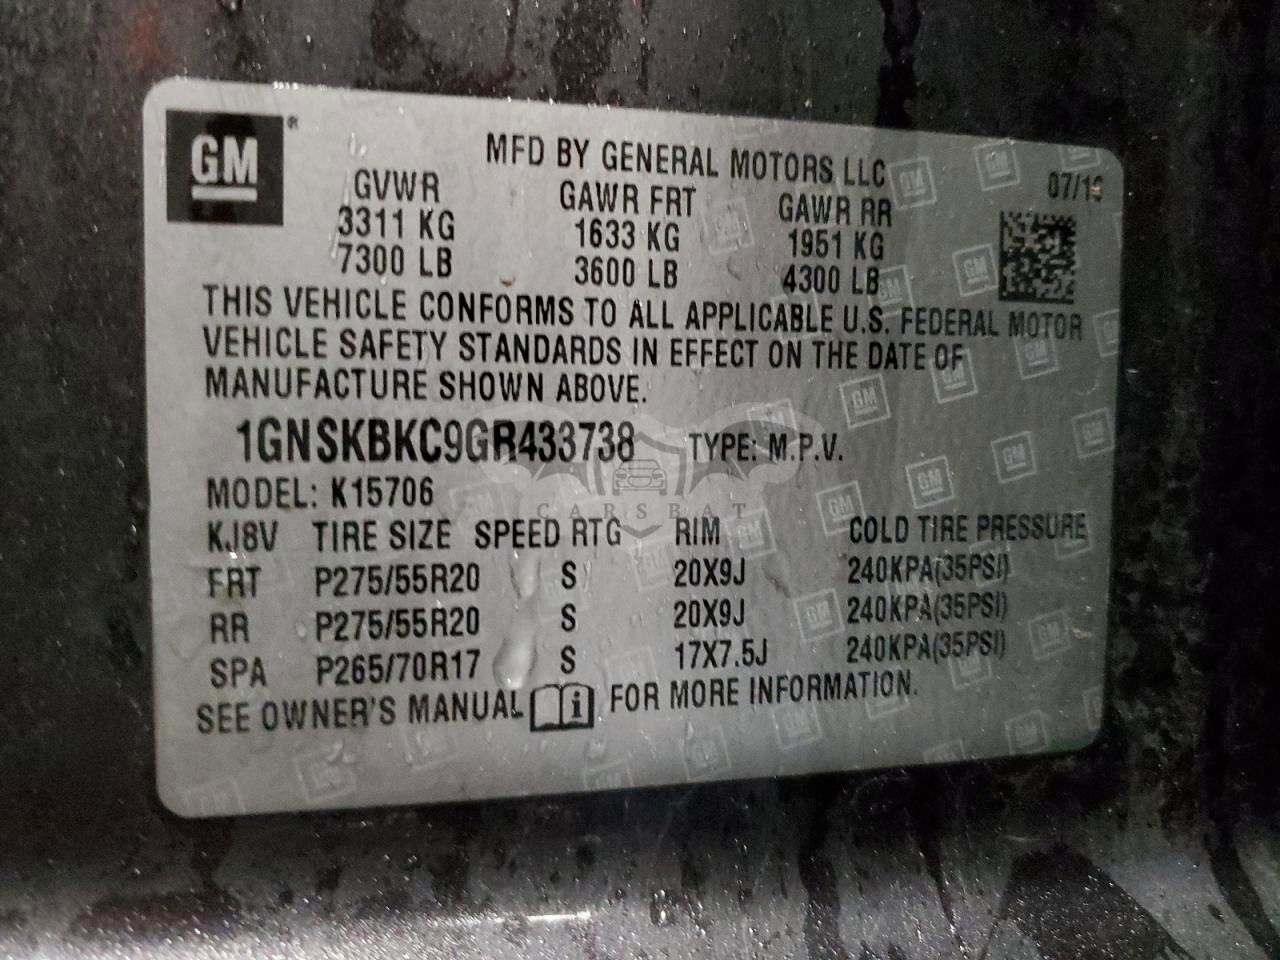 GM
MFD BY GENERAL MOTORS LLC
GVWR GAWR FRT GAWR RR
3311 KG 1633 KG 1951 KG
7300 LB 3600 LB 4300 LB
THIS VEHICLE CONFORMS TO ALL APPLICABLE U.S. FEDERAL MOTOR
VEHICLE SAFETY STANDARDS IN EFFECT ON THE DATE OF
MANUFACTURE SHOWN ABOVE.
1GNSKBKC9GR433738 TYPE: M.P.V.
MODEL: K15706
CARSBAT
KJ8V TIRE SIZE SPEED RTG RIM COLD TIRE PRESSURE
FRT P275/55R20 S 20X9J 240KPA(35PSI)
RR P275/55R20 S 20X9J 240KPA(35PSI)
SPA P265/70R17 S 17X7.5J 240KPA(35PSI)
SEE OWNER'S MANUAL i FOR MORE INFORMATION.